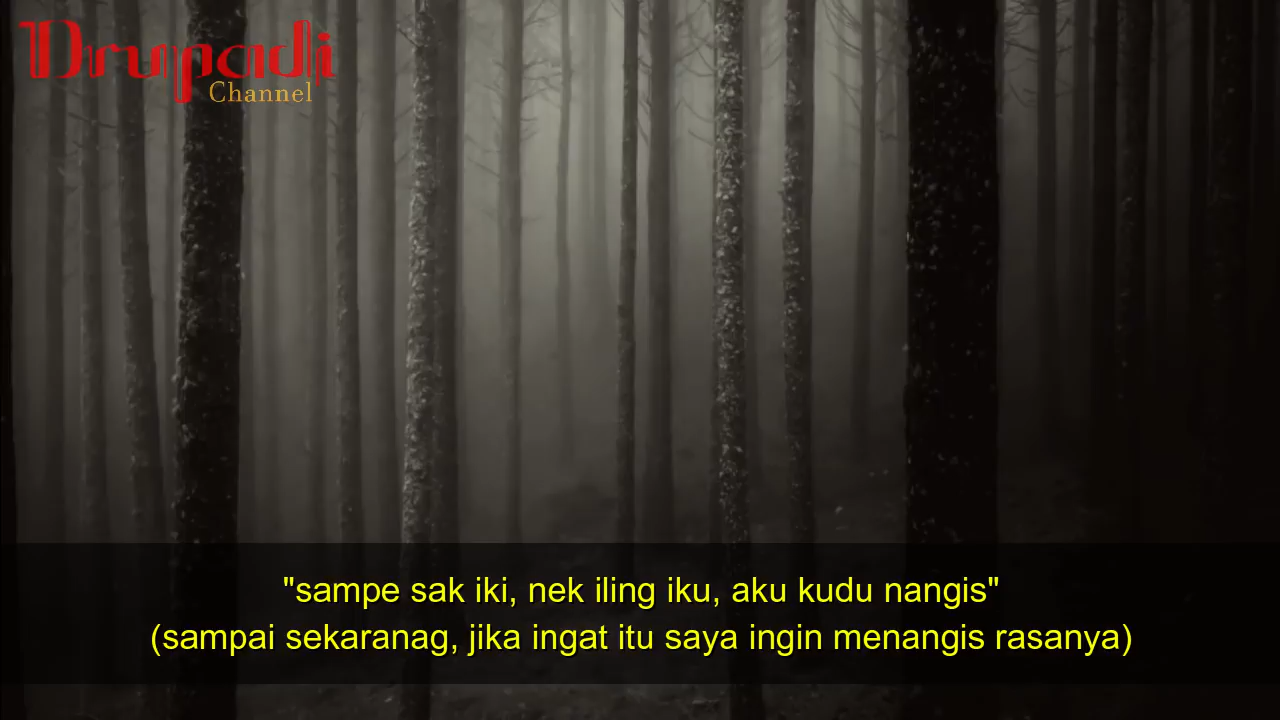 Drupadi
Channel
"sampe sak iki, nek iling iku, aku kudu nangis"
(sampai sekaranag, jika ingat itu saya ingin menangis rasanya)